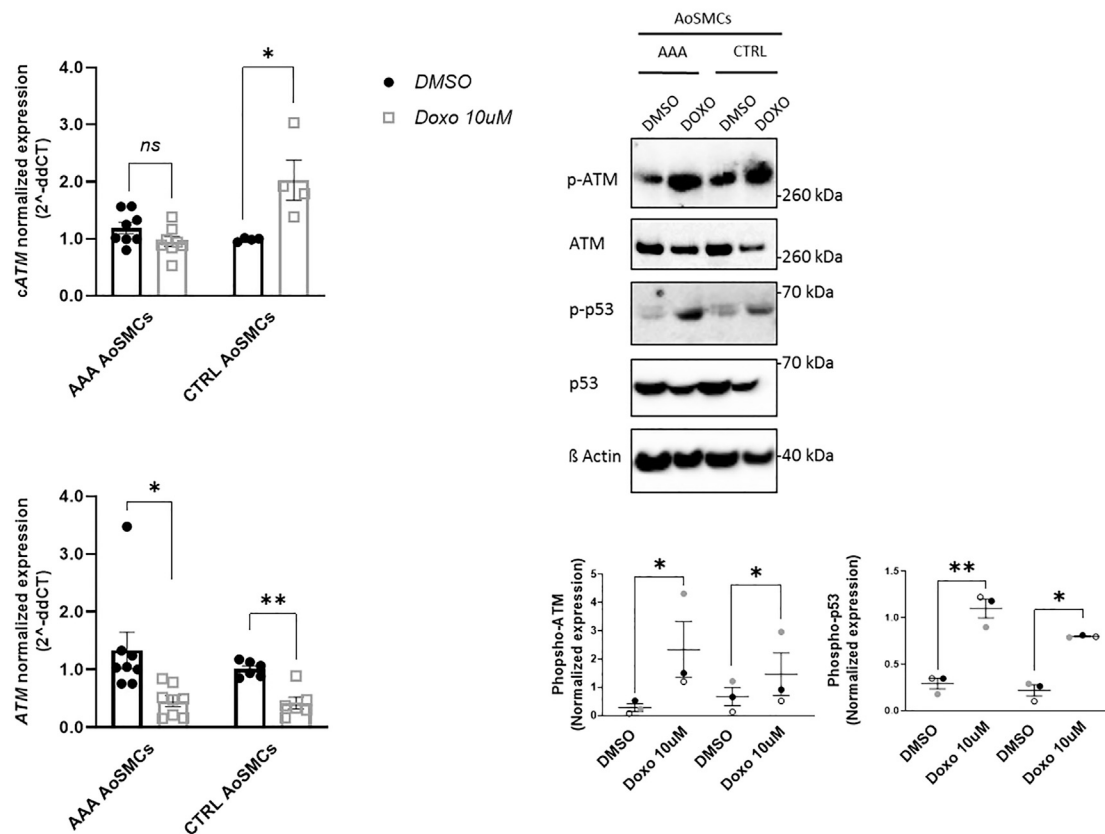 cATM normalized expression
(2^-ddCT)
4.0
3.0
2.0
1.0
0.0
ns
*
AAA AoSMCs
CTRL AoSMCs
DMSO
Doxo 10uM
AoSMCs
AAA CTRL
DMSO DOXO DMSO DOXO
p-ATM
260 kDa
ATM
260 kDa
70 kDa
p-p53
70 kDa
p53
ß Actin
40 kDa
ATM normalized expression
(2^-ddCT)
4.0
3.0
2.0
1.0
0.0
*
**
AAA AoSMCs
CTRL AoSMCs
Phopsho-ATM
(Normalized expression)
5
4
3
2
1
0
*
*
DMSO
Doxo 10uM
DMSO
Doxo 10uM
Phospho-p53
(Normalized expression)
1.5
1.0
0.5
0.0
**
*
DMSO
Doxo 10uM
DMSO
Doxo 10uM